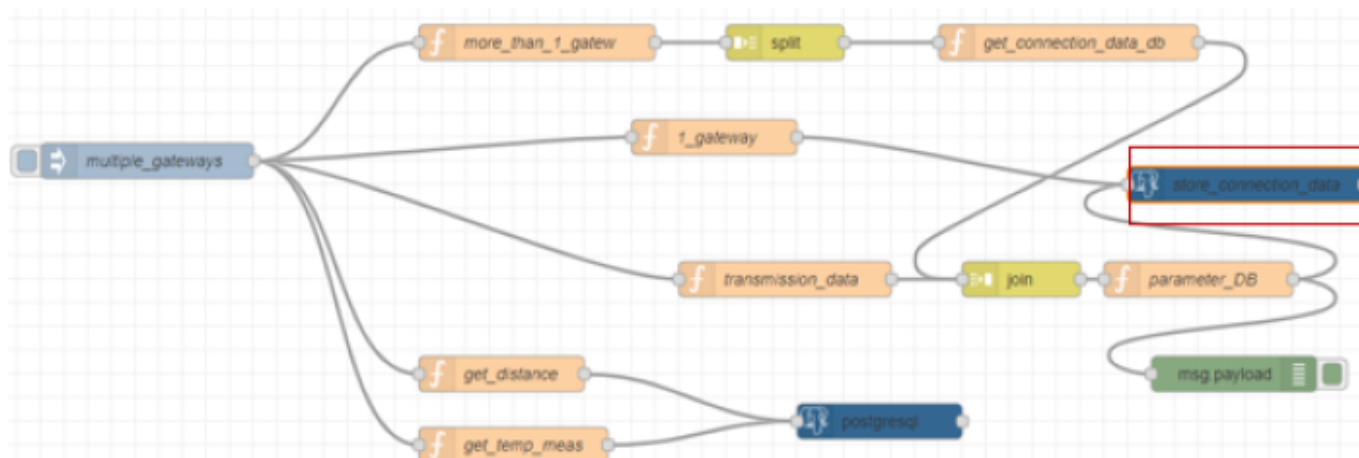 more_than_1_gatew
split
get_connection_data_db
1_gateway
multiple_gateways
store_connection_data
transmission_data
join
parameter_DB
get_distance
msg.payload
postgresql
get_temp_meas